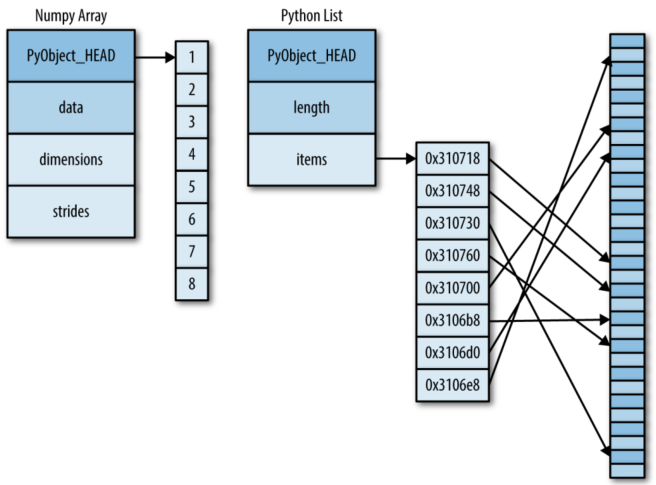 Numpy Array
PyObject_HEAD
data
dimensions
strides
1
2
3
4
5
6
7
8
Python List
PyObject_HEAD
length
items
0x310718
0x310748
0x310730
0x310760
0x310700
0x3106b8
0x3106d0
0x3106e8